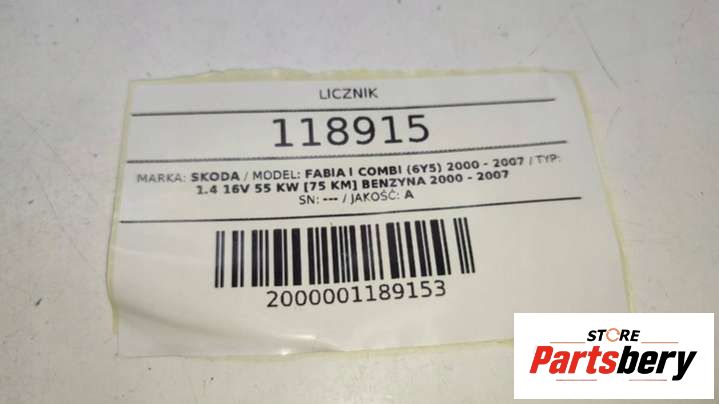 LICZNIK
118915
MARKA: SKODA / MODEL: FABIA I COMBI (6Y5) 2000 - 2007 / TYP:
1.4 16V 55 KW [75 KM] BENZYNA 2000 - 2007
SN: --- / JAKOŚĆ: A
2000001189153
STORE
Partsbery